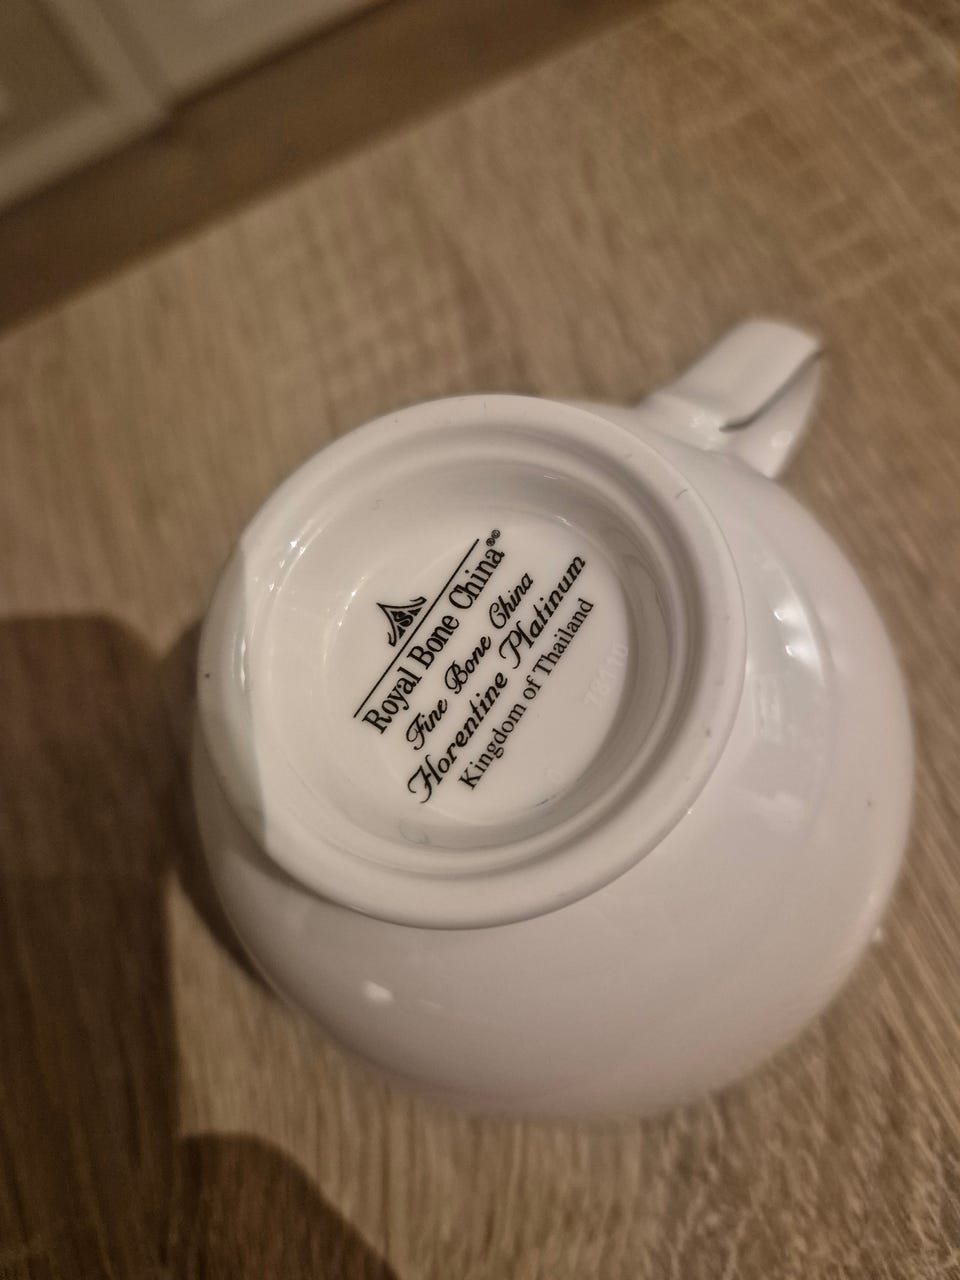 Royal Bone China®©
Fine Bone China
Florentine Platinum
Kingdom of Thailand